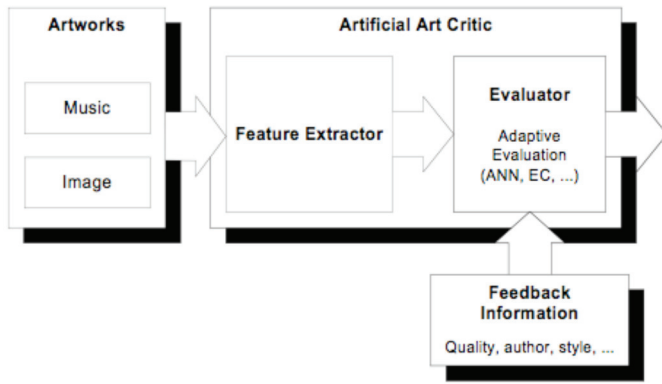 Artworks
Music
Image
Artificial Art Critic
Feature Extractor
Evaluator
Adaptive
Evaluation
(ANN, EC, ...)
Feedback
Information
Quality, author, style, ...